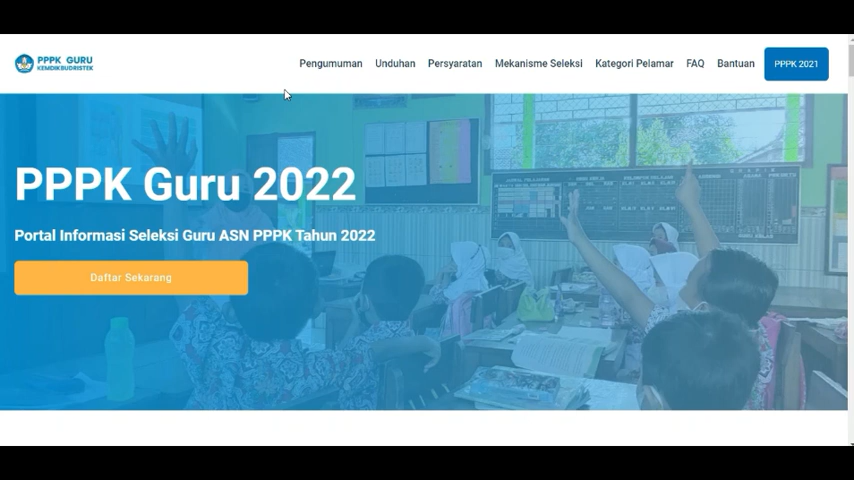 PPPK GURU
KEMDIKBUDRISTEK
Pengumuman Unduhan Persyaratan Mekanisme Seleksi Kategori Pelamar FAQ Bantuan PPPK 2021
PPPK Guru 2022
Portal Informasi Seleksi Guru ASN PPPK Tahun 2022
Daftar Sekarang